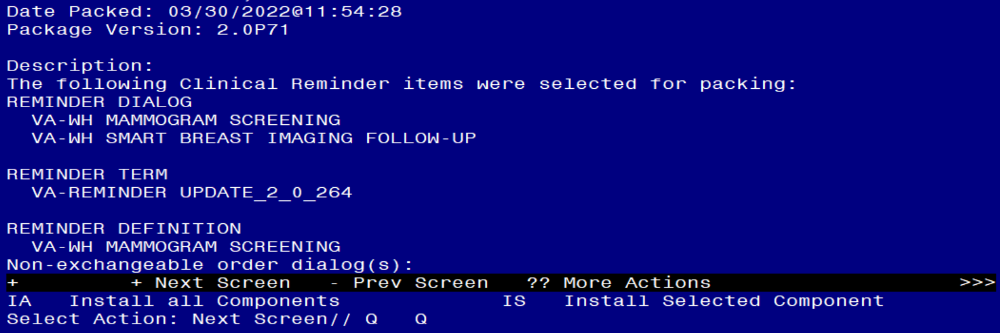 Date Packed: 03/30/2022@11:54:28
Package Version: 2.0P71
Description:
The following Clinical Reminder items were selected for packing:
REMINDER DIALOG
VA-WH MAMMOGRAM SCREENING
VA-WH SMART BREAST IMAGING FOLLOW-UP
REMINDER TERM
VA-REMINDER UPDATE_2_0_264
REMINDER DEFINITION
VA-WH MAMMOGRAM SCREENING
Non-exchangeable order dialog(s):
+ + Next Screen - Prev Screen ?? More Actions >>>
IA Install all Components IS Install Selected Component
Select Action: Next Screen// Q Q